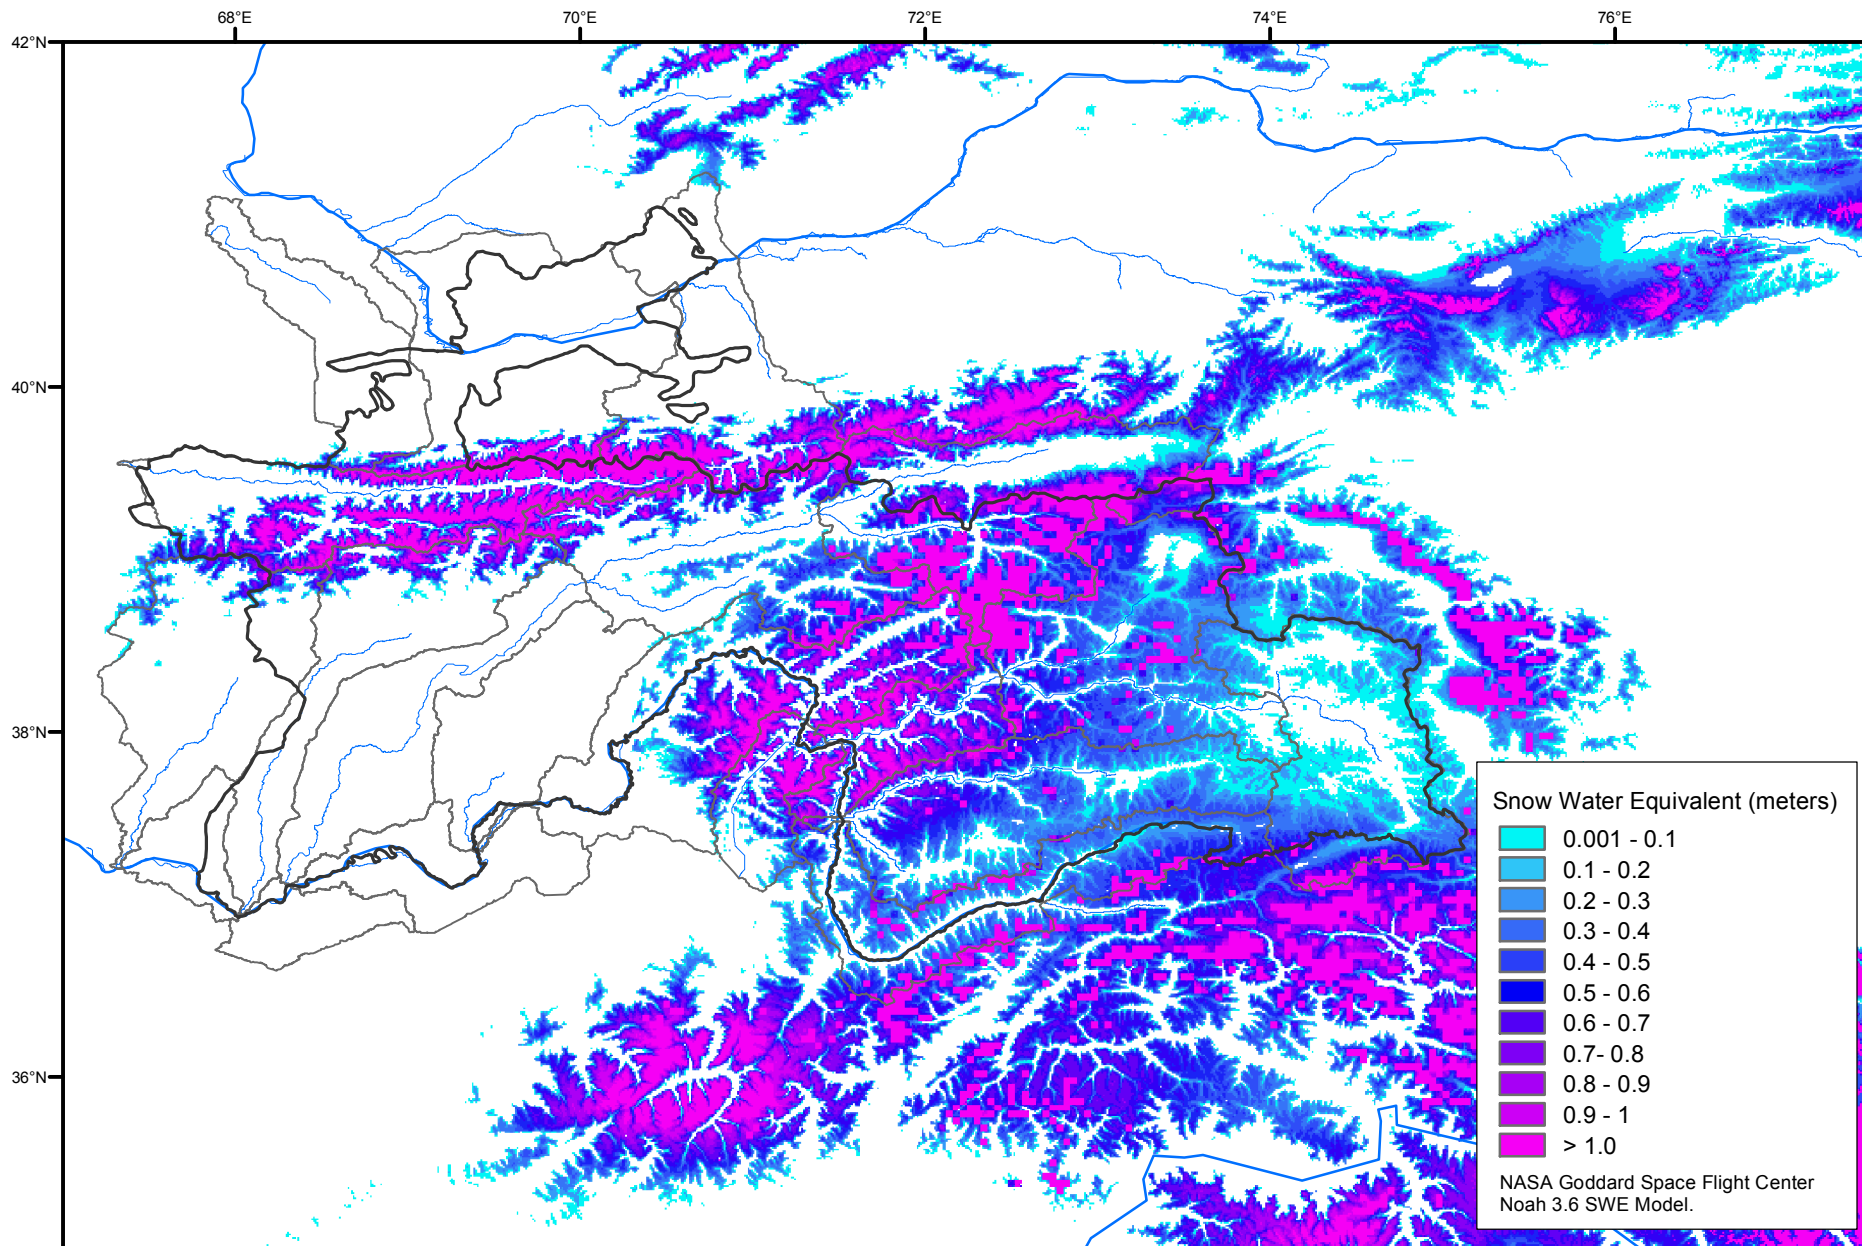 68°E
70°E
72°E
74°E
76°E
42°N
40°N
38°N
36°N
Snow Water Equivalent (meters)
0.001 - 0.1
0.1 - 0.2
0.2 - 0.3
0.3 - 0.4
0.4 - 0.5
0.5 - 0.6
0.6 - 0.7
0.7- 0.8
0.8 - 0.9
0.9 - 1
> 1.0
NASA Goddard Space Flight Center
Noah 3.6 SWE Model.